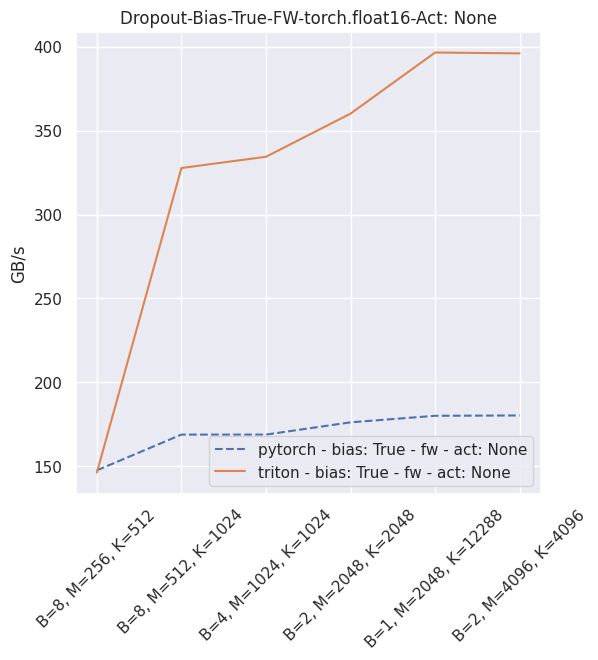 Dropout-Bias-True-FW-torch.float16-Act: None
400
350
300
250
200
150
GB/s
pytorch - bias: True - fw - act: None
triton - bias: True - fw - act: None
B=8, M=256, K=512
B=8, M=512, K=1024
B=4, M=1024, K=1024
B=2, M=2048, K=2048
B=1, M=2048, K=12288
B=2, M=4096, K=4096